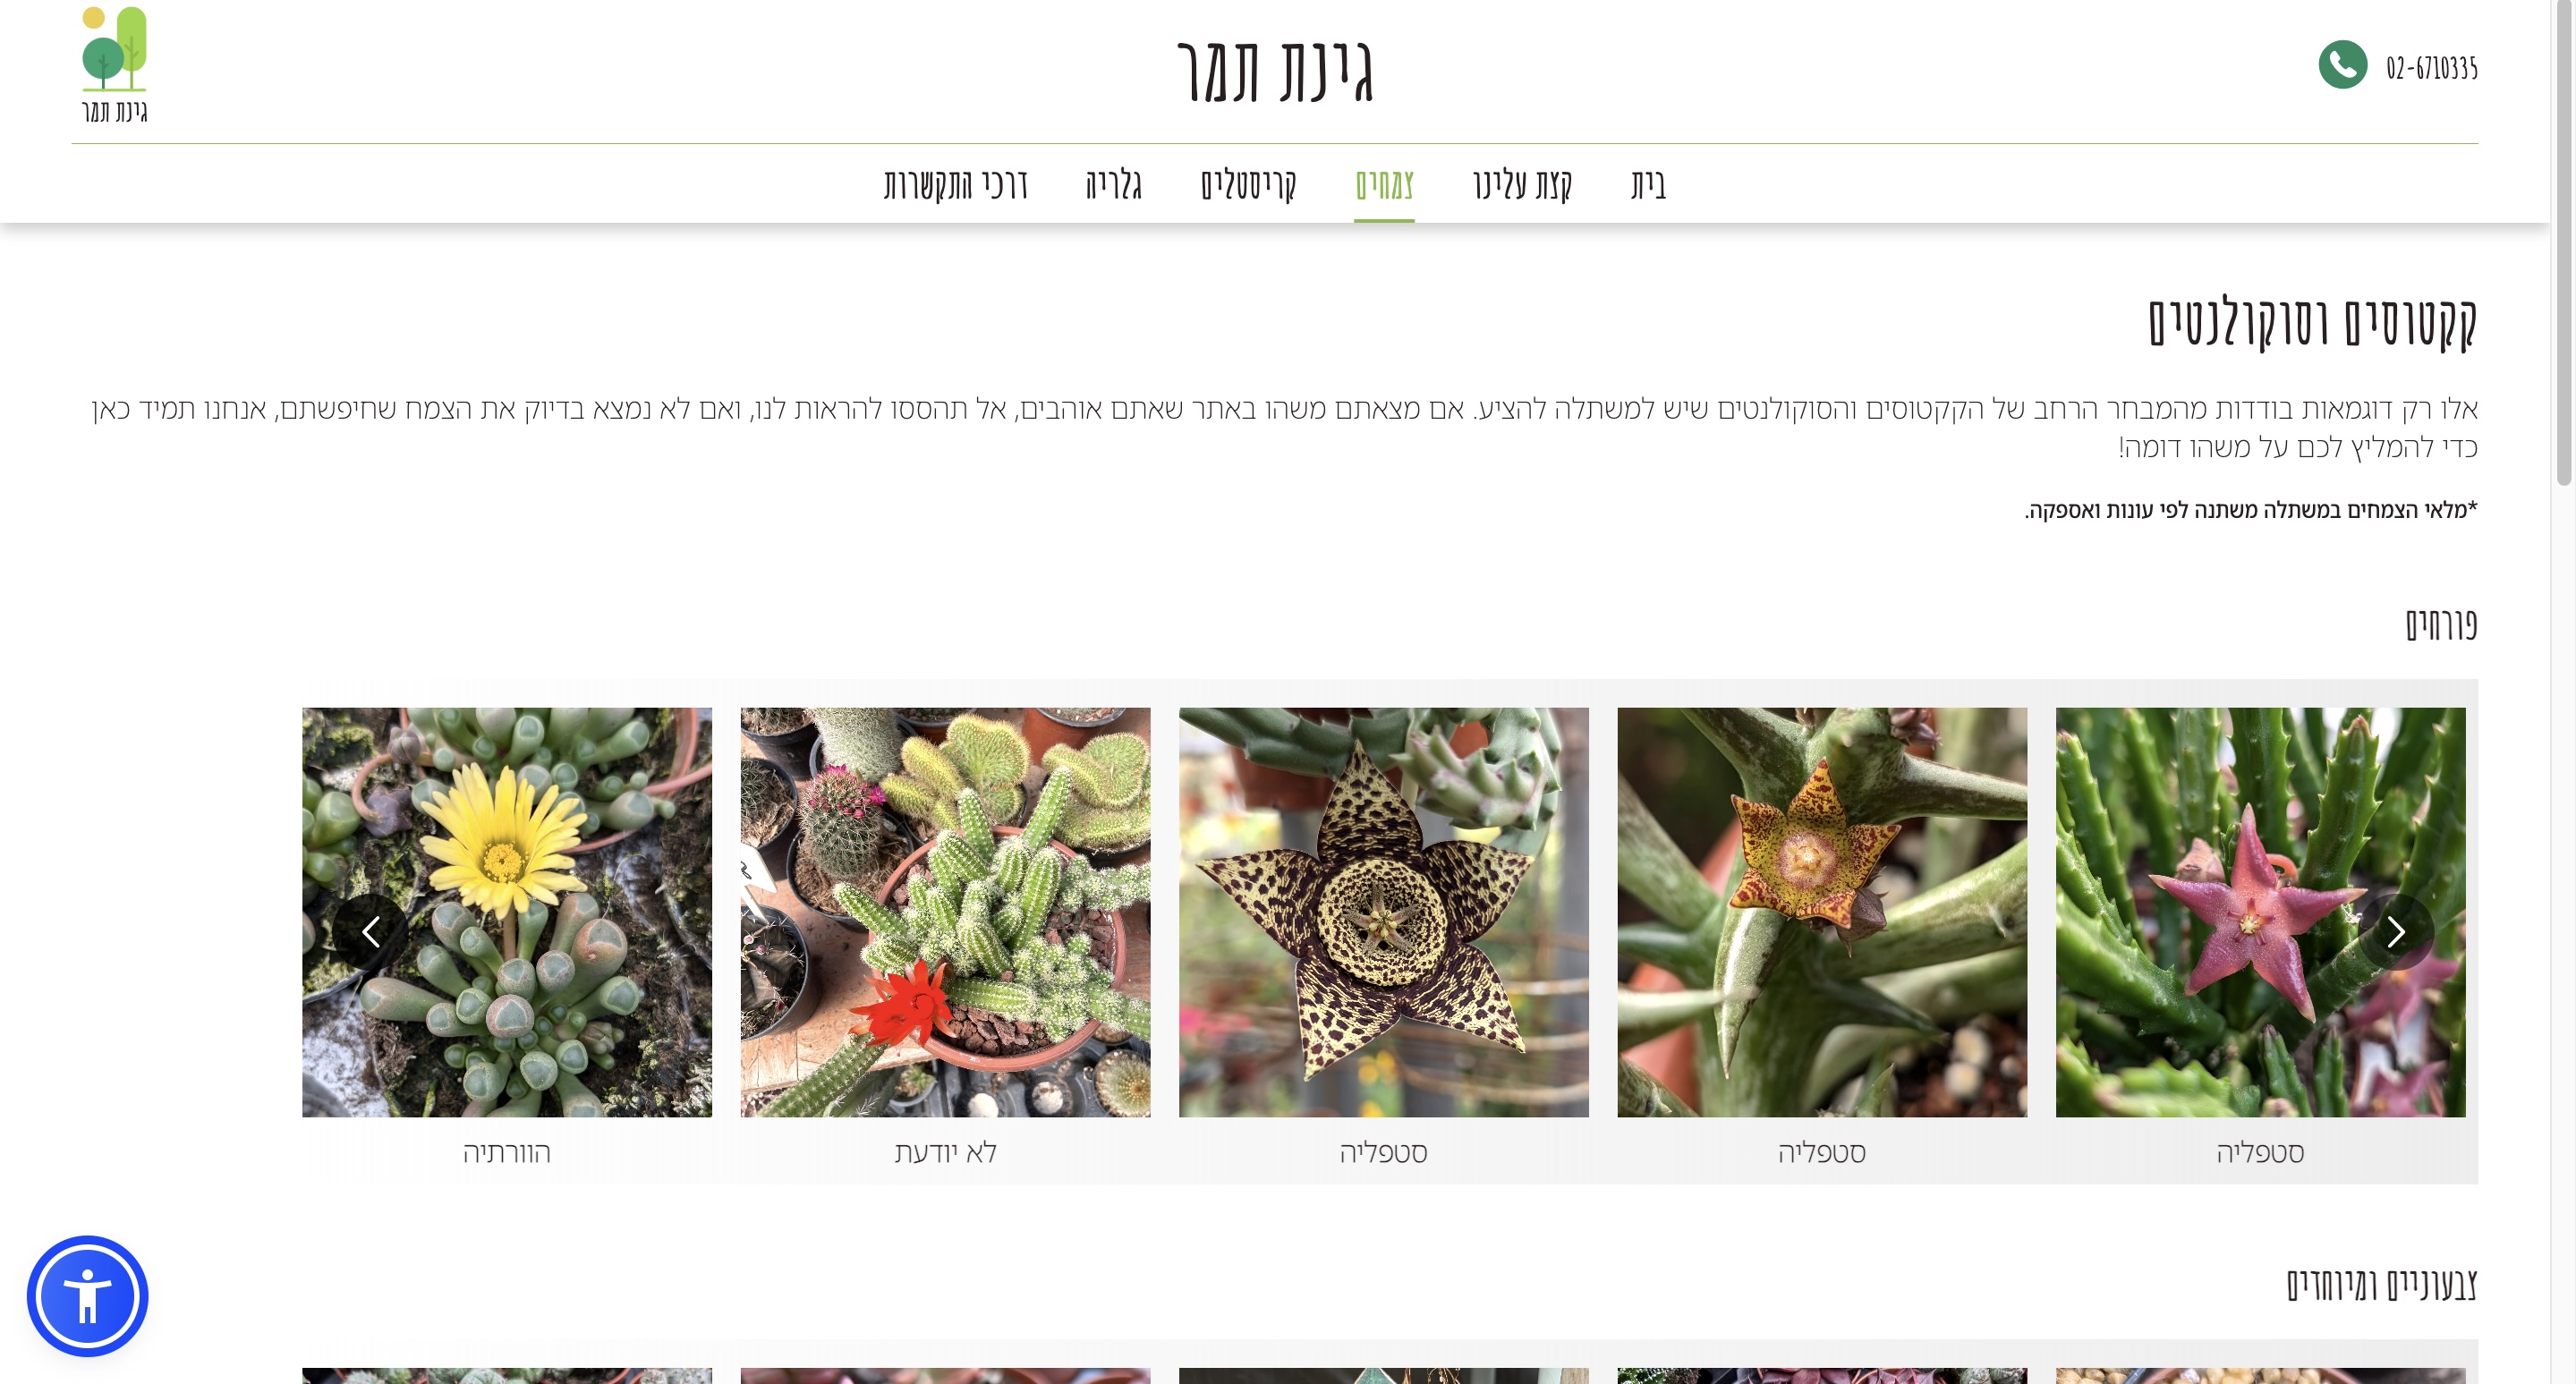 02-6710335
גינת תמר
גינת תמר
בית
קצת עלינו
צמחים
קריסטלים
גלריה
דרכי התקשרות
קקטוסים וסוקולנטים
אלו רק דוגמאות בודדות מהמבחר הרחב של הקקטוסים והסוקולנטים שיש למשתלה להציע. אם מצאתם משהו באתר שאתם אוהבים, אל תהססו להראות לנו, ואם לא נמצא בדיוק את הצמח שחיפשתם, אנחנו תמיד כאן
כדי להמליץ לכם על משהו דומה!
*מלאי הצמחים במשתלה משתנה לפי עונות ואספקה.
פורחים
סטפליה
סטפליה
סטפליה
לא יודעת
הוורתיה
צבעוניים ומיוחדים